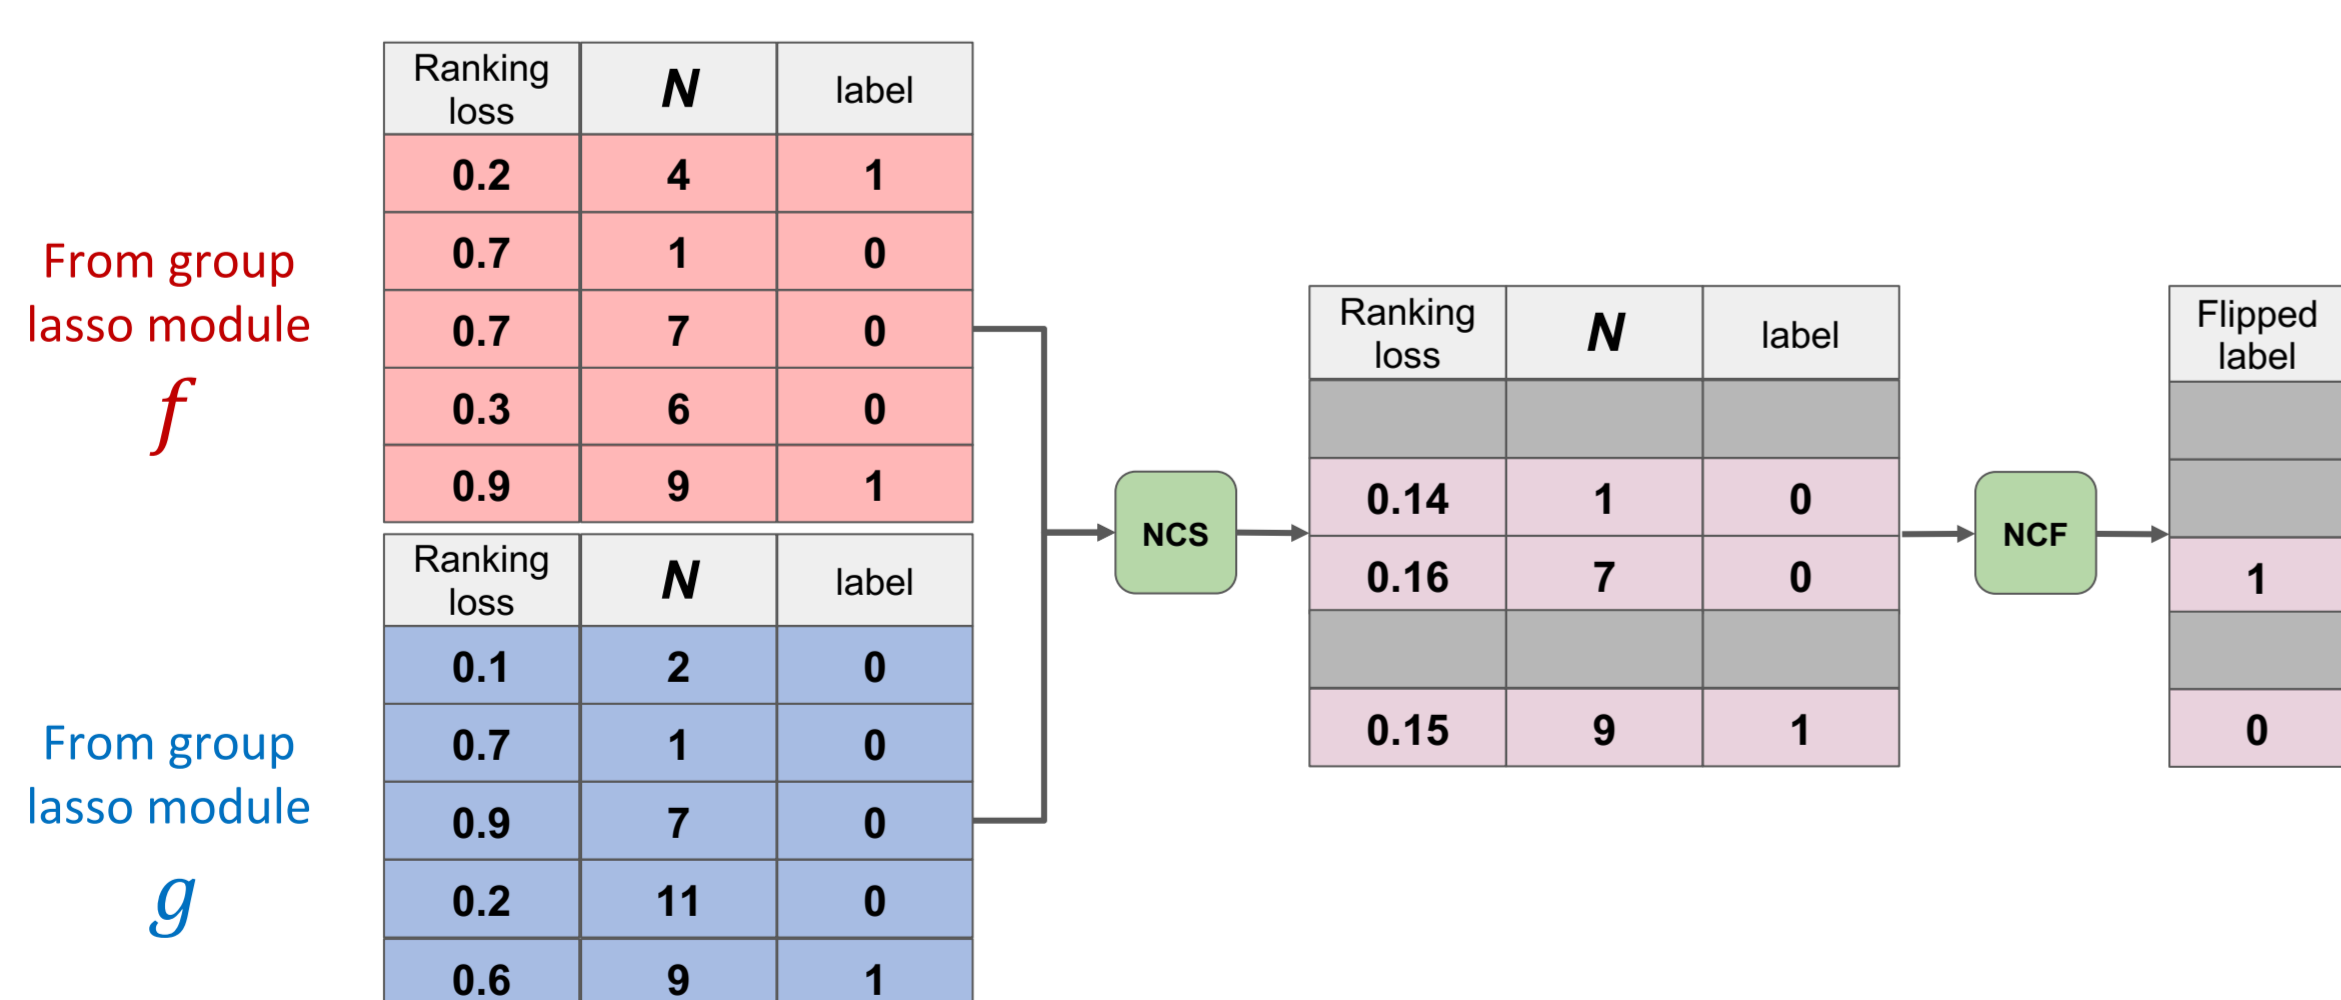 From group
lasso module
f
Ranking
loss
N
label
0.2 4 1
0.7 1 0
0.7 7 0
0.3 6 0
0.9 9 1
From group
lasso module
g
Ranking
loss
N
label
0.1 2 0
0.7 1 0
0.9 7 0
0.2 11 0
0.6 9 1
NCS
Ranking
loss
N
label
0.14 1 0
0.16 7 0
0.15 9 1
NCF
Flipped
label
1
0